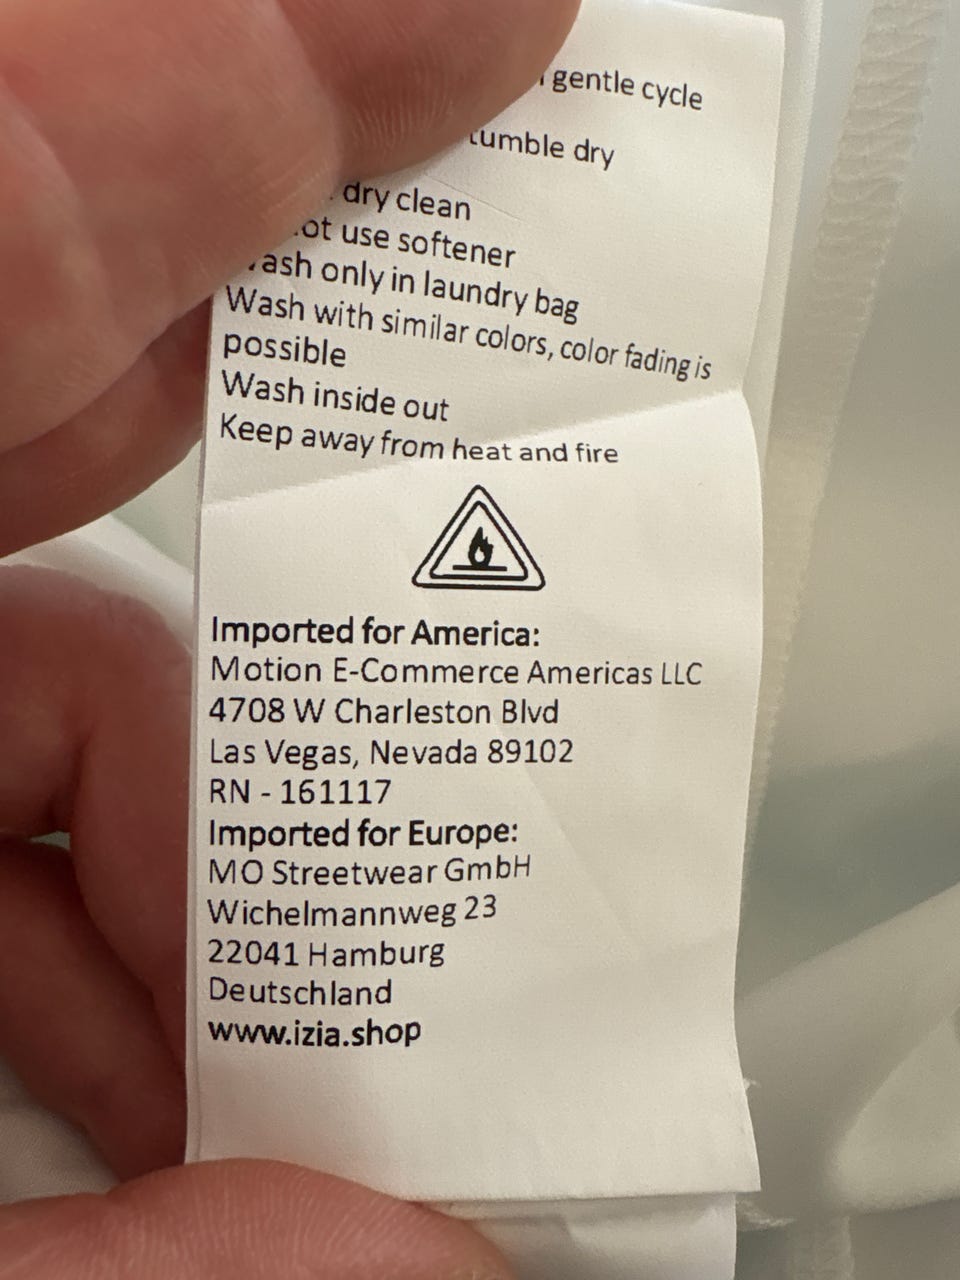 gentle cycle
tumble dry
dry clean
use softener
only in laundry bag
Wash with similar colors, color fading is
possible
Wash inside out
Keep away from heat and fire
Imported for America:
Motion E-Commerce Americas LLC
4708 W Charleston Blvd
Las Vegas, Nevada 89102
RN - 161117
Imported for Europe:
MO Streetwear GmbH
Wichelmannweg 23
22041 Hamburg
Deutschland
www.izia.shop